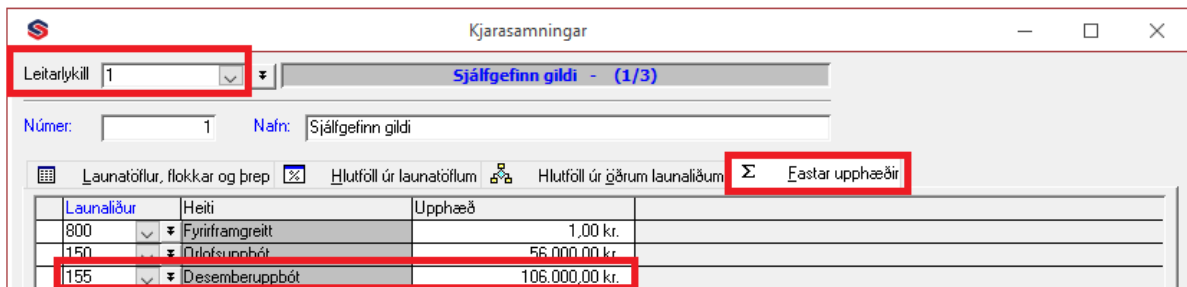 Kjarasamningar
Leitarlykill 1 Sjálfgefinn gildi - (1/3)
Númer: 1 Nafn: Sjálfgefinn gildi
Launatöflur, flokkar og þrep Hlutföll úr launatöflum Hlutföll úr öðrum launaliðum Σ Fastar upphæðir
Launaliður Heiti Upphæð
800 Fyrirframgreitt 1,00 kr.
150 Orlofsuppbót 56.000,00 kr.
155 Desemberuppbót 106.000,00 kr.